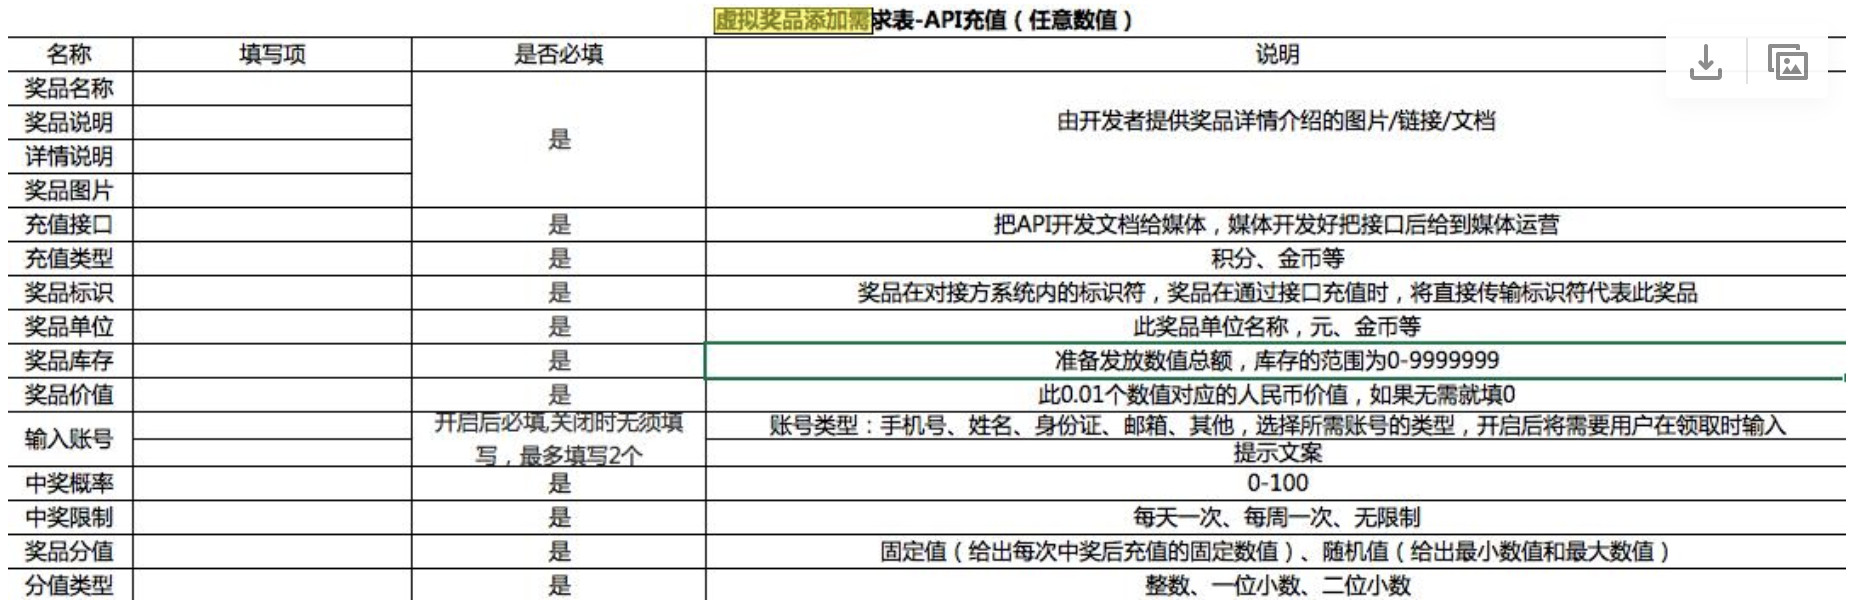 虚拟奖品添加需求表-API充值（任意数值）
名称 填写项 是否必填 说明
奖品名称
奖品说明 由开发者提供奖品详情介绍的图片/链接/文档
是
详情说明
奖品图片
充值接口 是 把API开发文档给媒体，媒体开发好把接口后给到媒体运营
充值类型 是 积分、金币等
奖品标识 是 奖品在对接方系统内的标识符，奖品在通过接口充值时，将直接传输标识符代表此奖品
奖品单位 是 此奖品单位名称，元、金币等
奖品库存 是 准备发放数值总额，库存的范围为0-9999999
奖品价值 是 此0.01个数值对应的人民币价值，如果无需就填0
输入账号 开启后必填,关闭时无须填 账号类型：手机号、姓名、身份证、邮箱、其他，选择所需账号的类型，开启后将需要用户在领取时输入
写，最多填写2个 提示文案
中奖概率 是 0-100
中奖限制 是 每天一次、每周一次、无限制
奖品分值 是 固定值（给出每次中奖后充值的固定数值）、随机值（给出最小数值和最大数值）
分值类型 是 整数、一位小数、二位小数